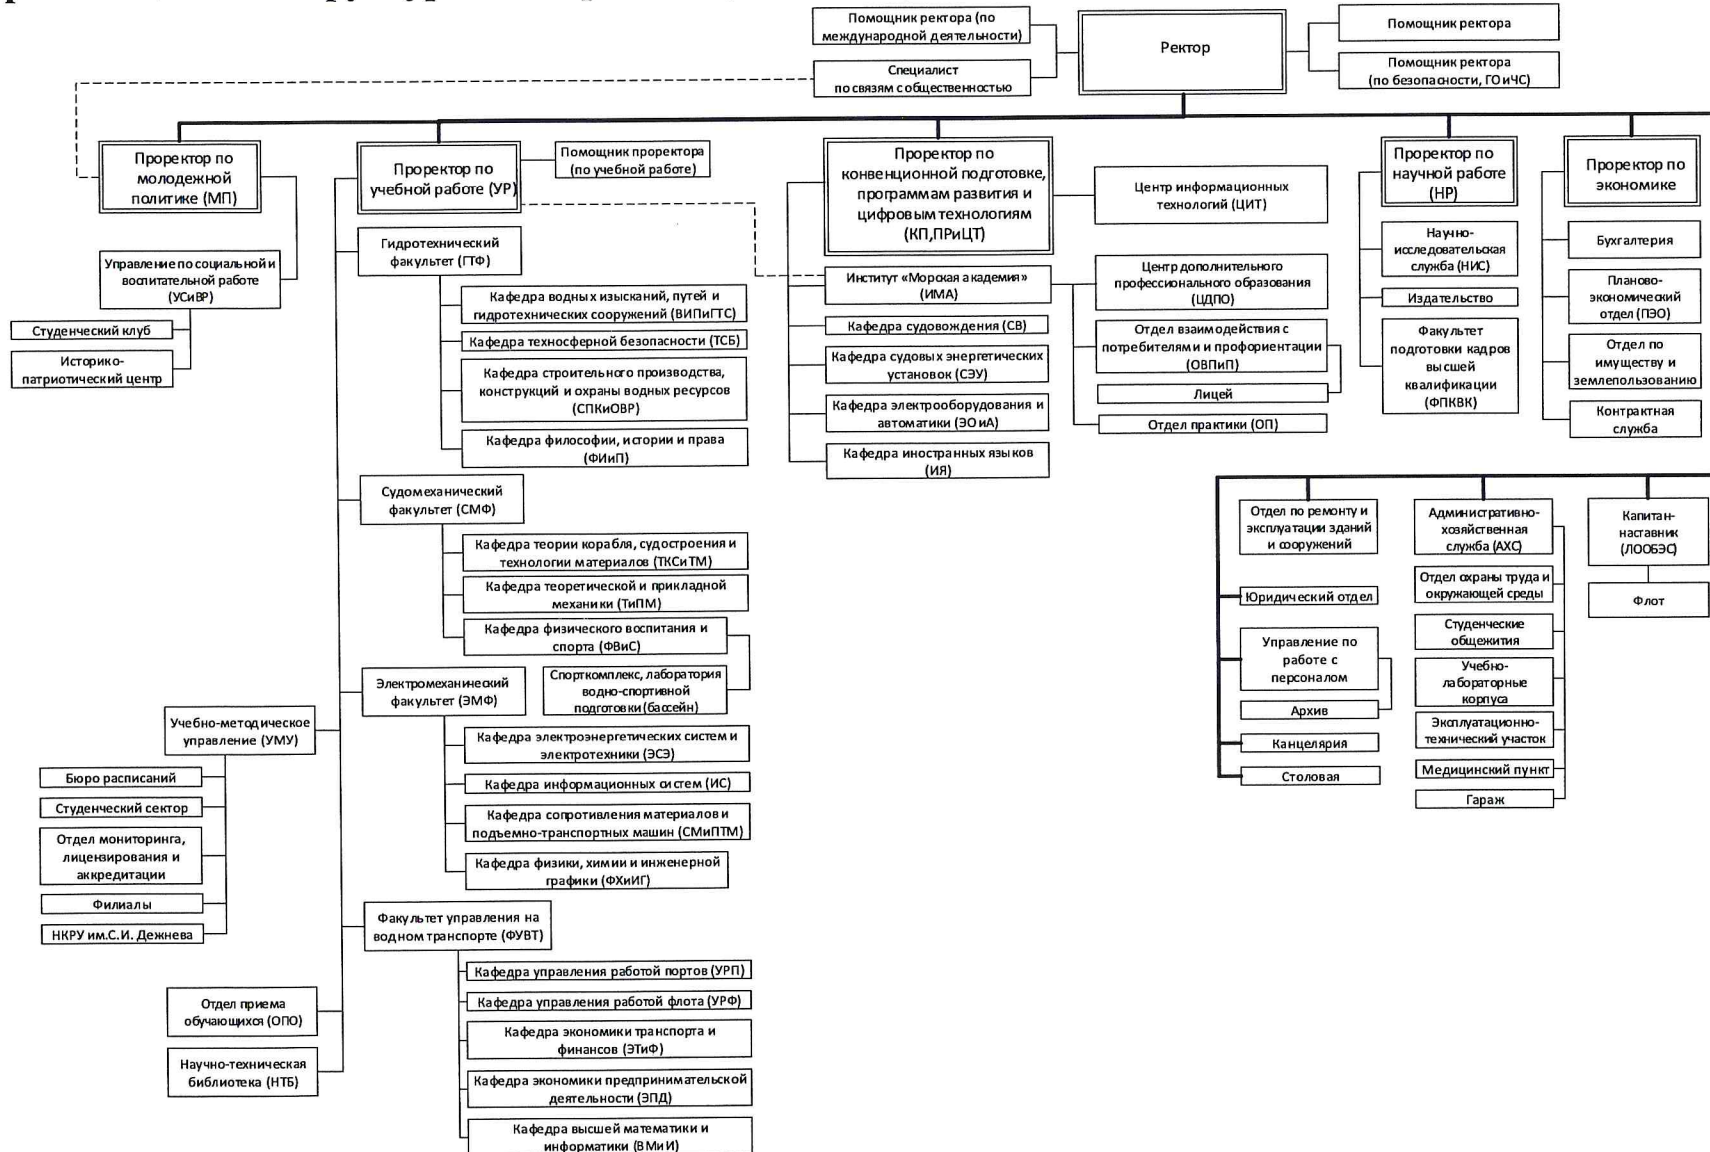 Помощник ректора (по
международной деятельности)
Специалист
по связям с общественностью
Ректор
Помощник ректора
Помощник ректора
(по безопасности, ГО и ЧС)
Проректор по
молодежной
политике (МП)
Управление по социальной и
воспитательной работе
(УСиВР)
Студенческий клуб
Историко-
патриотический центр
Проректор по
учебной работе (УР)
Помощник проректора
(по учебной работе)
Гидротехнический
факультет (ГТФ)
Кафедра водных изысканий, путей и
гидротехнических сооружений (ВИПиГТС)
Кафедра техносферной безопасности (ТСБ)
Кафедра строительного производства,
конструкций и охраны водных ресурсов
(СПКиОВР)
Кафедра философии, истории и права
(ФИиП)
Судомеханический
факультет (СМФ)
Кафедра теории корабля, судостроения и
технологии материалов (ТКСиТМ)
Кафедра теоретической и прикладной
механики (ТиПМ)
Кафедра физического воспитания и
спорта (ФВиС)
Спорткомплекс, лаборатория
водно-спортивной
подготовки (бассейн)
Электромеханический
факультет (ЭМФ)
Кафедра электроэнергетических систем и
электротехники (ЭСЭ)
Кафедра информационных систем (ИС)
Кафедра сопротивления материалов и
подъемно-транспортных машин (СМиПТМ)
Кафедра физики, химии и инженерной
графики (ФХиИГ)
Учебно-методическое
управление (УМУ)
Бюро расписаний
Студенческий сектор
Отдел мониторинга,
лицензирования и
аккредитации
Филиалы
НКРУ им.С.И. Дежнева
Факультет управления на
водном транспорте (ФУВТ)
Кафедра управления работой портов (УРП)
Кафедра управления работой флота (УРФ)
Кафедра экономики транспорта и
финансов (ЭТиФ)
Кафедра экономики предпринимательской
деятельности (ЭПД)
Кафедра высшей математики и
информатики (ВМиИ)
Отдел приема
обучающихся (ОПО)
Научно-техническая
библиотека (НТБ)
Проректор по
конвенционной подготовке,
программам развития и
цифровым технологиям
(КП,ПРиЦТ)
Центр информационных
технологий (ЦИТ)
Институт «Морская академия»
(ИМА)
Кафедра судовождения (СВ)
Кафедра судовых энергетических
установок (СЭУ)
Кафедра электрооборудования и
автоматики (ЭОиА)
Кафедра иностранных языков
(ИЯ)
Центр дополнительного
профессионального образования
(ЦДПО)
Отдел взаимодействия с
потребителями и профориентации
(ОВПиП)
Лицей
Отдел практики (ОП)
Проректор по
научной работе
(НР)
Научно-
исследовательская
служба (НИС)
Издательство
Факультет
подготовки кадров
высшей
квалификации
(ФПКВК)
Проректор по
экономике
Бухгалтерия
Планово-
экономический
отдел (ПЭО)
Отдел по
имуществу и
землепользованию
Контрактная
служба
Отдел по ремонту и
эксплуатации зданий
и сооружений
Юридический отдел
Управление по
работе с
персоналом
Архив
Канцелярия
Столовая
Административно-
хозяйственная
служба (АХС)
Отдел охраны труда и
окружающей среды
Студенческие
общежития
Учебно-
лабораторные
корпуса
Эксплуатационно-
технический участок
Медицинский пункт
Гараж
Капитан-
наставник
(ЛООБЭС)
Флот